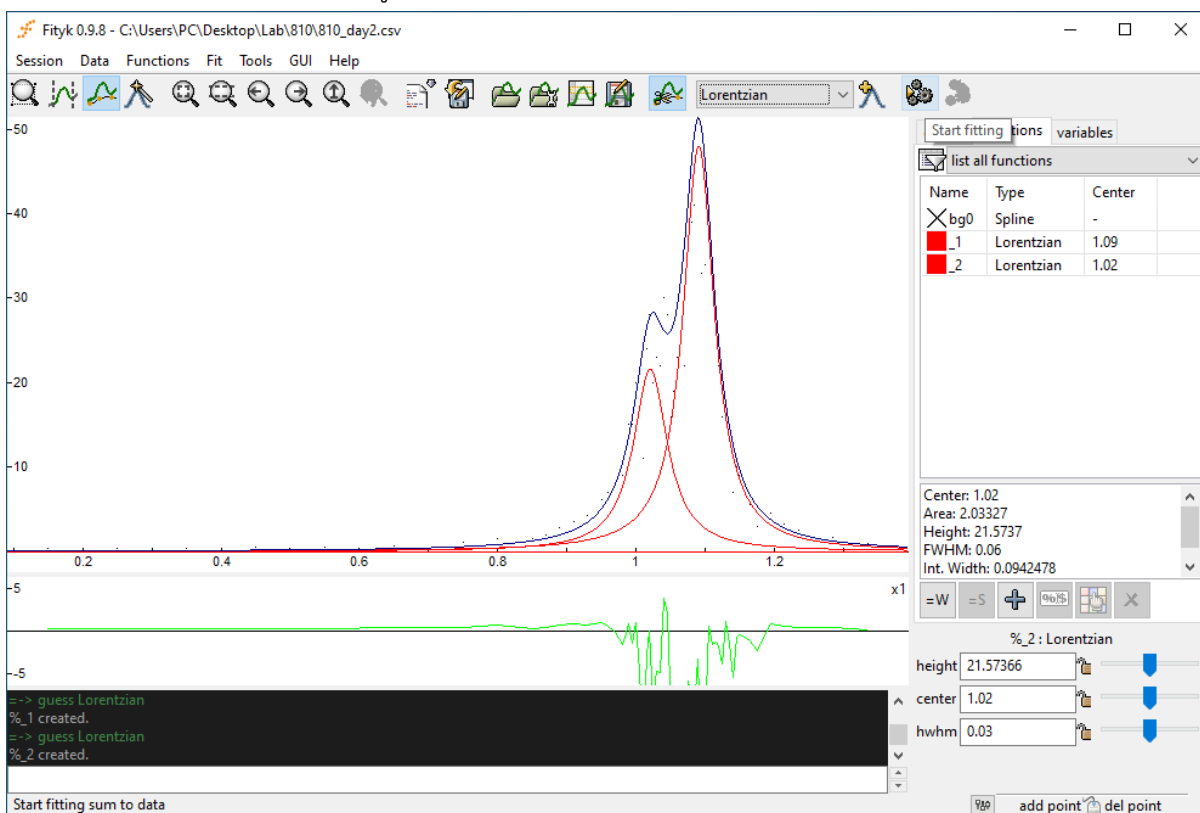 Fityk 0.9.8 - C:\Users\PC\Desktop\Lab\810\810_day2.csv
Session Data Functions Fit Tools GUI Help
Lorentzian
Start fitting
variables
list all functions
Name Type Center
bg0 Spline -
_1 Lorentzian 1.09
_2 Lorentzian 1.02
50
40
30
20
10
0.2 0.4 0.6 0.8 1 1.2
x1
5
-5
Center: 1.02
Area: 2.03327
Height: 21.5737
FWHM: 0.06
Int. Width: 0.0942478
=W =S %
%_2 : Lorentzian
height 21.57366
center 1.02
hwhm 0.03
=-> guess Lorentzian
%_1 created.
=-> guess Lorentzian
%_2 created.
Start fitting sum to data
add point del point